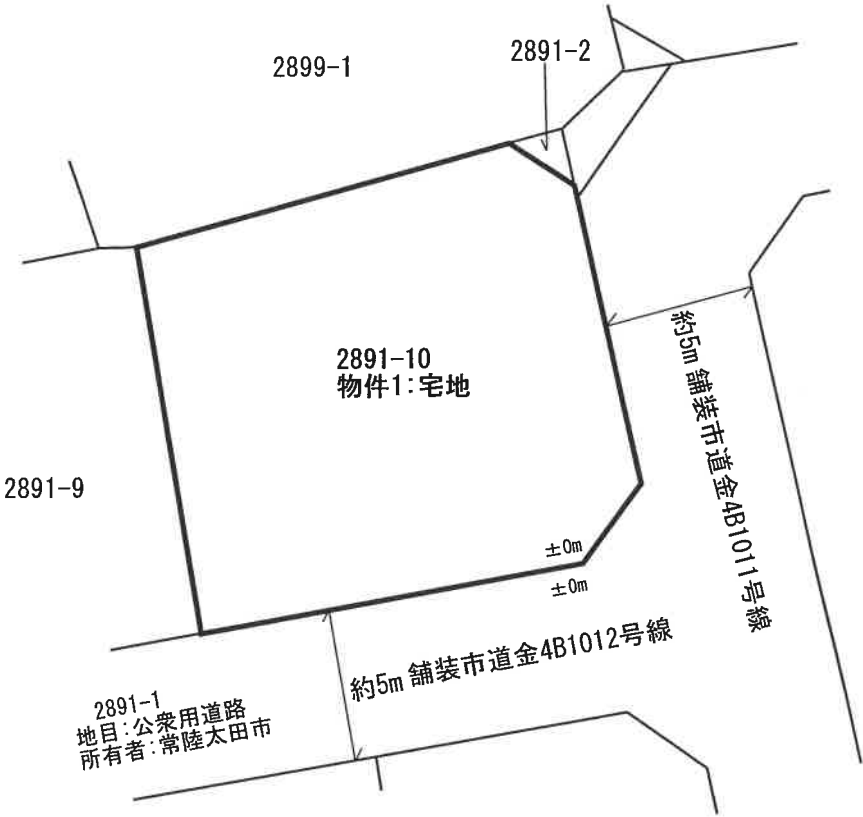 2899-1
2891-2
2891-10
物件1:宅地
2891-9
約5m 舗装市道金4B1011号線
±0m
±0m
約5m 舗装市道金4B1012号線
2891-1
地目:公衆用道路
所有者:常陸太田市